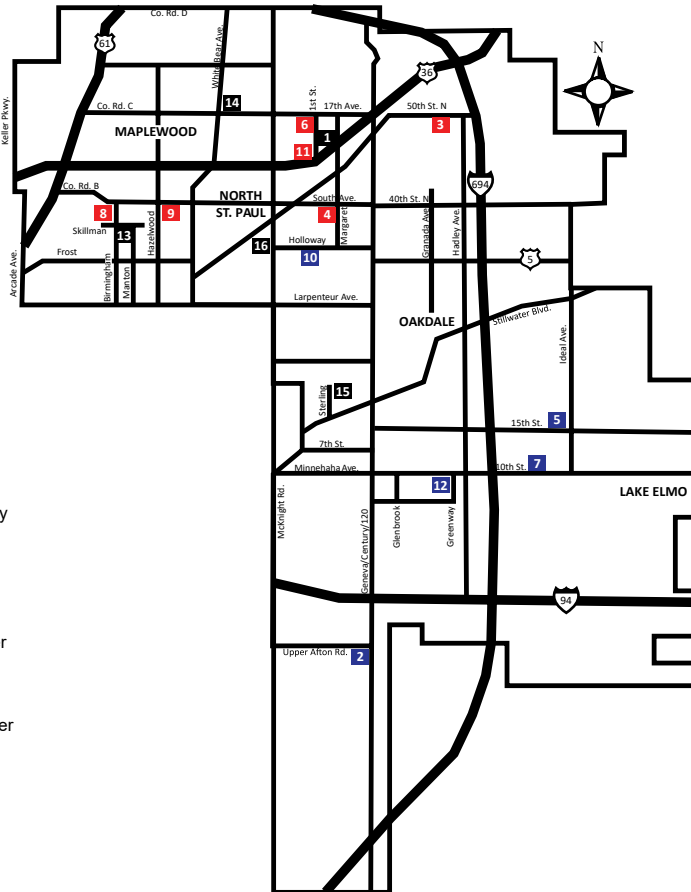 Co. Rd. D
61
White Bear Ave.
36
N
Keller Pkwy.
Co. Rd. C
14
1st St.
17th Ave.
50th St. N
MAPLEWOOD
6
1
3
11
694
Co. Rd. B
NORTH
ST. PAUL
South Ave.
40th St. N
8
9
4
Skillman
13
Hazelwood
Margaret
Granada Ave.
Hadley Ave.
16
Holloway
Frost
10
5
Arcade Ave.
Birmingham
Manton
Larpenteur Ave.
OAKDALE
Stillwater Blvd.
Ideal Ave.
Sterling
15
5
15th St.
7th St.
Minnehaha Ave.
10th St.
7
12
LAKE ELMO
McKnight Rd.
Geneva/Century/120
Glenbrook
Greenway
y
94
er
Upper Afton Rd.
2
ter